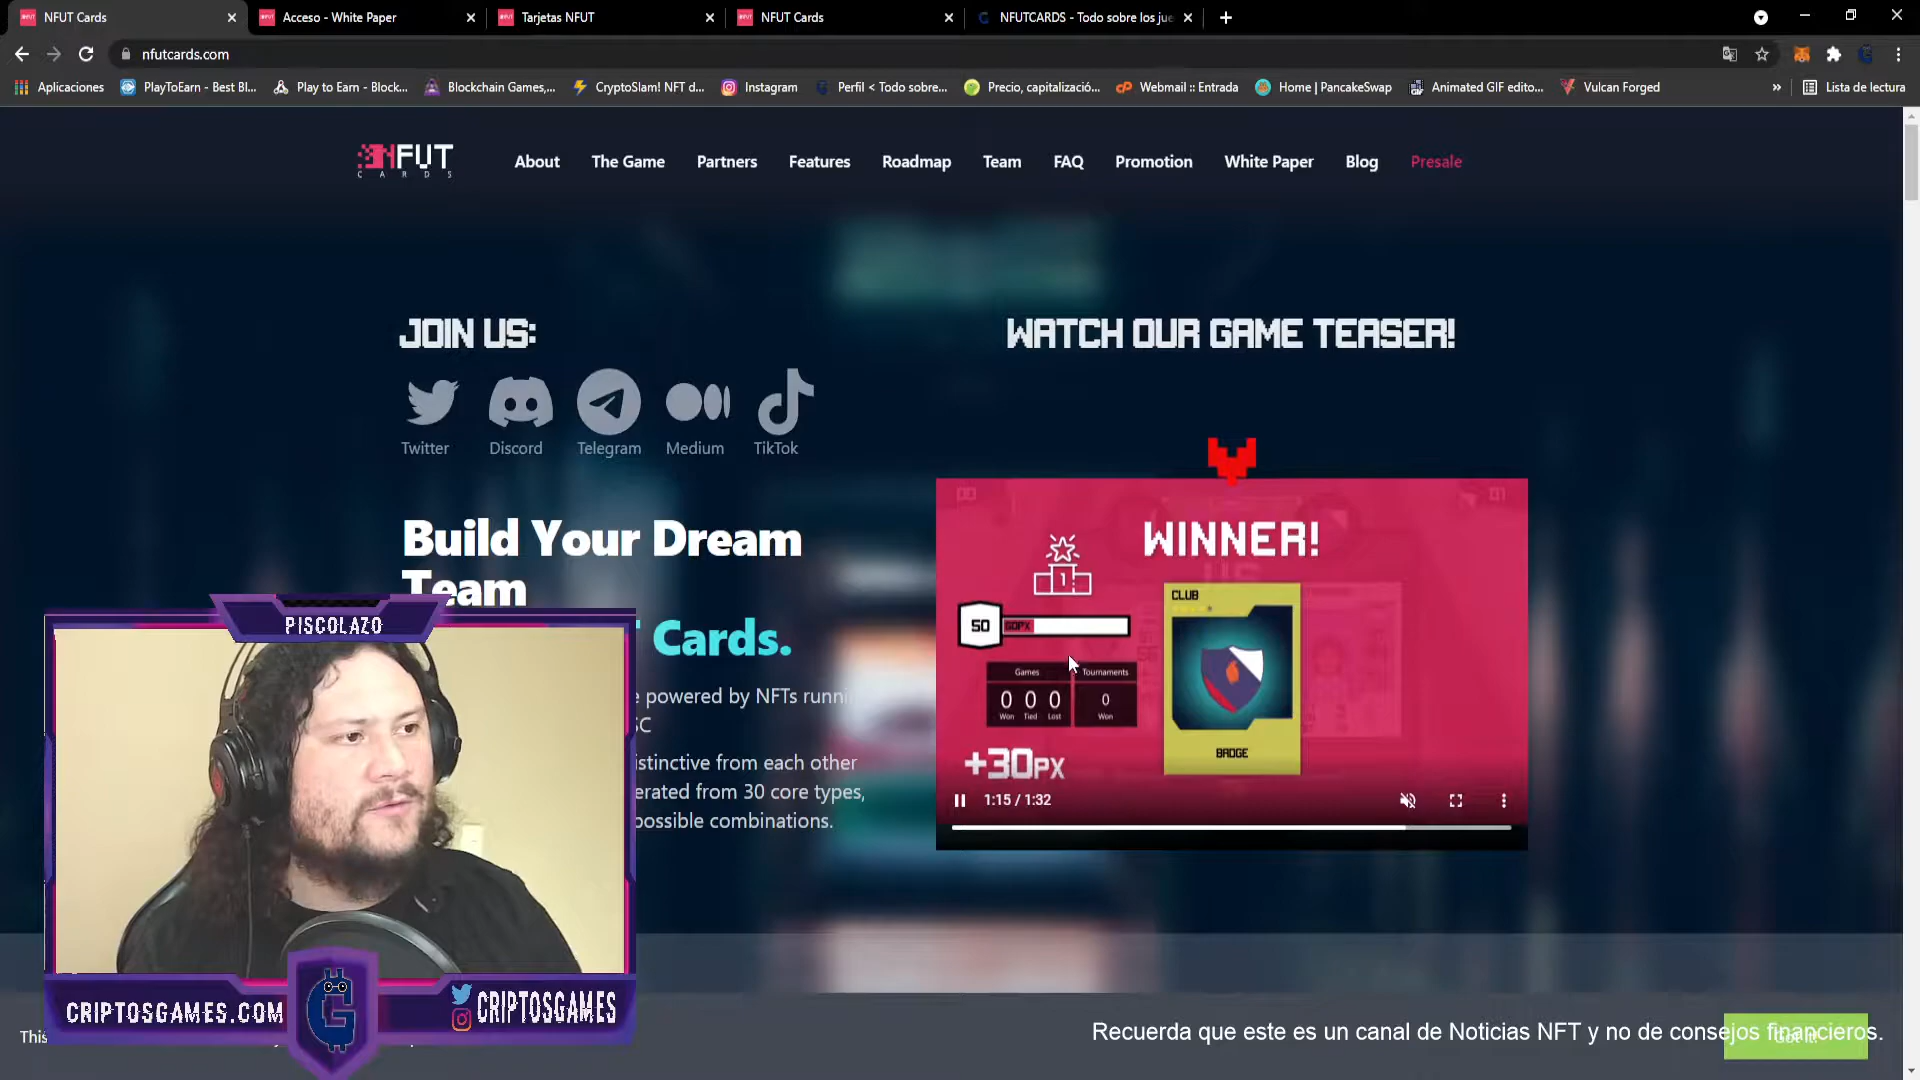 NFUT Cards
Acceso - White Paper
Tarjetas NFUT
NFUT Cards
NFUTCARDS - Todo sobre los jue
nfutcards.com
Aplicaciones
PlayToEarn - Best Bl...
Play to Earn - Block...
Blockchain Games,...
CryptoSlam! NFT d...
Instagram
Perfil < Todo sobre...
Precio, capitalizació...
Webmail :: Entrada
Home | PancakeSwap
Animated GIF edito...
Vulcan Forged
»
Lista de lectura
NFUT
CARDS
About
The Game
Partners
Features
Roadmap
Team
FAQ
Promotion
White Paper
Blog
Presale
JOIN US:
WATCH OUR GAME TEASER!
Twitter
Discord
Telegram
Medium
TikTok
Build Your Dream
Team
Cards.
powered by NFTs runni
SC
istinctive from each other
erated from 30 core types,
possible combinations.
WINNER!
1
CLUB
50
Games
Tournaments
0 0 0
0
Won Tied Lost
Won
BADGE
+30PX
1:15 / 1:32
PISCOLAZO
CRIPTOSGAMES.COM
CRIPTOSGAMES
This
Recuerda que este es un canal de Noticias NFT y no de consejos financieros.